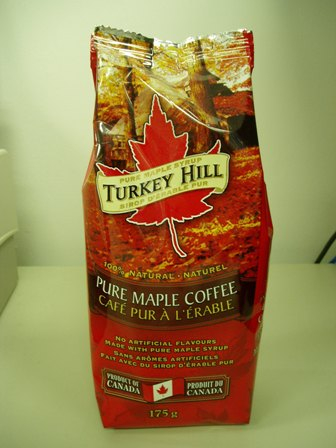 PURE MAPLE SYRUP
TURKEY HILL
SIROP D'ÉRABLE PUR
100% NATURAL • NATUREL
PURE MAPLE COFFEE
CAFÉ PUR À L'ÉRABLE
NO ARTIFICIAL FLAVOURS
MADE WITH PURE MAPLE SYRUP
SANS ARÔMES ARTIFICIELS
FAIT AVEC DU SIROP D'ÉRABLE PUR
PRODUCT OF CANADA
PRODUIT DU CANADA
175 g